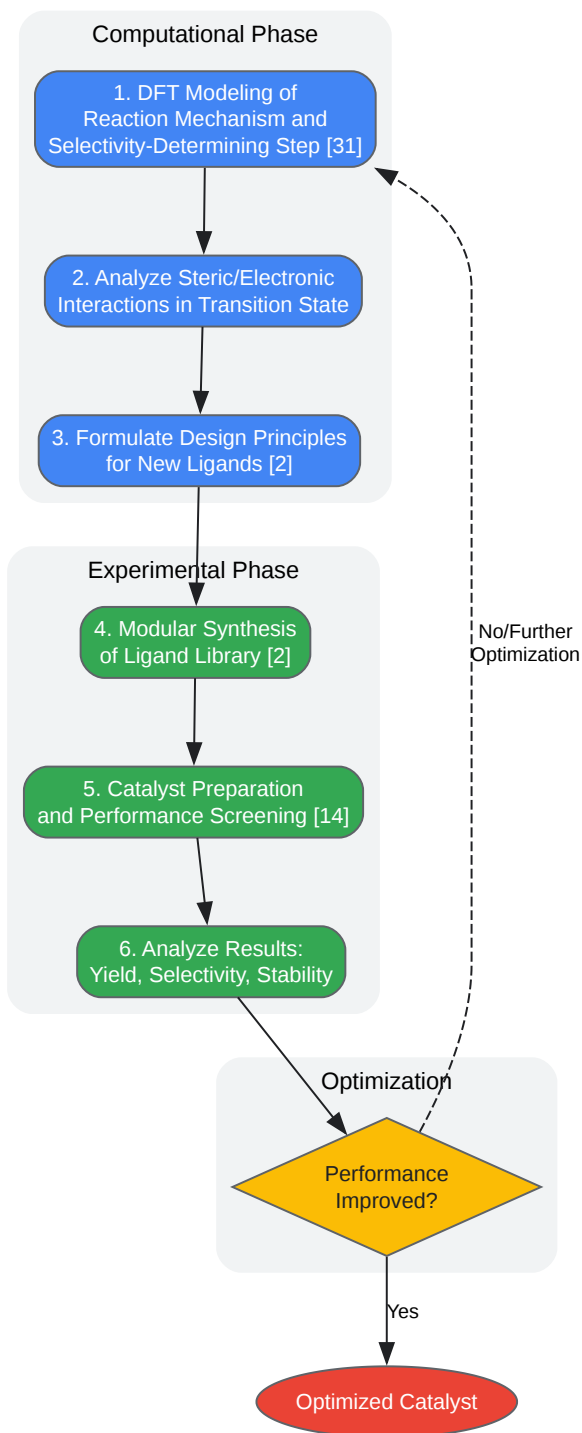 Computational Phase
1. DFT Modeling of
Reaction Mechanism and
Selectivity-Determining Step [31]
2. Analyze Steric/Electronic
Interactions in Transition State
3. Formulate Design Principles
for New Ligands [2]
Experimental Phase
4. Modular Synthesis
of Ligand Library [2]
No/Further
Optimization
5. Catalyst Preparation
and Performance Screening [14]
6. Analyze Results:
Yield, Selectivity, Stability
Optimization
Performance
Improved?
Yes
Optimized Catalyst